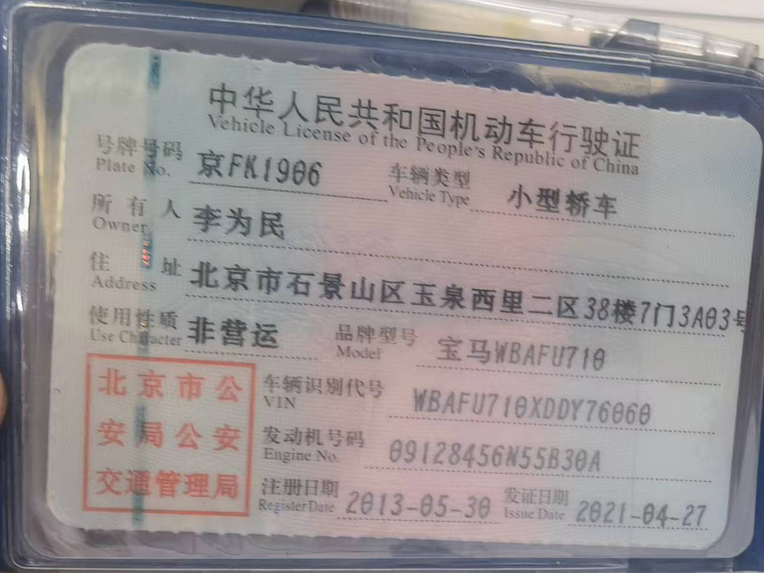 中华人民共和国机动车行驶证
Vehicle License of the People's Republic of China
号牌号码 京FK1906 车辆类型 小型轿车
Plate No. Vehicle Type
所有人 李为民
Owner
住址 北京市石景山区玉泉西里二区38楼7门3A03号
Address
使用性质 非营运 品牌型号 宝马WBAFU710
Use Character Model
北京市公
安局公安
交通管理局
车辆识别代号 WBAFU710XDDY76060
VIN
发动机号码 09128456N55B30A
Engine No.
注册日期 2013-05-30 发证日期 2021-04-27
Register Date Issue Date